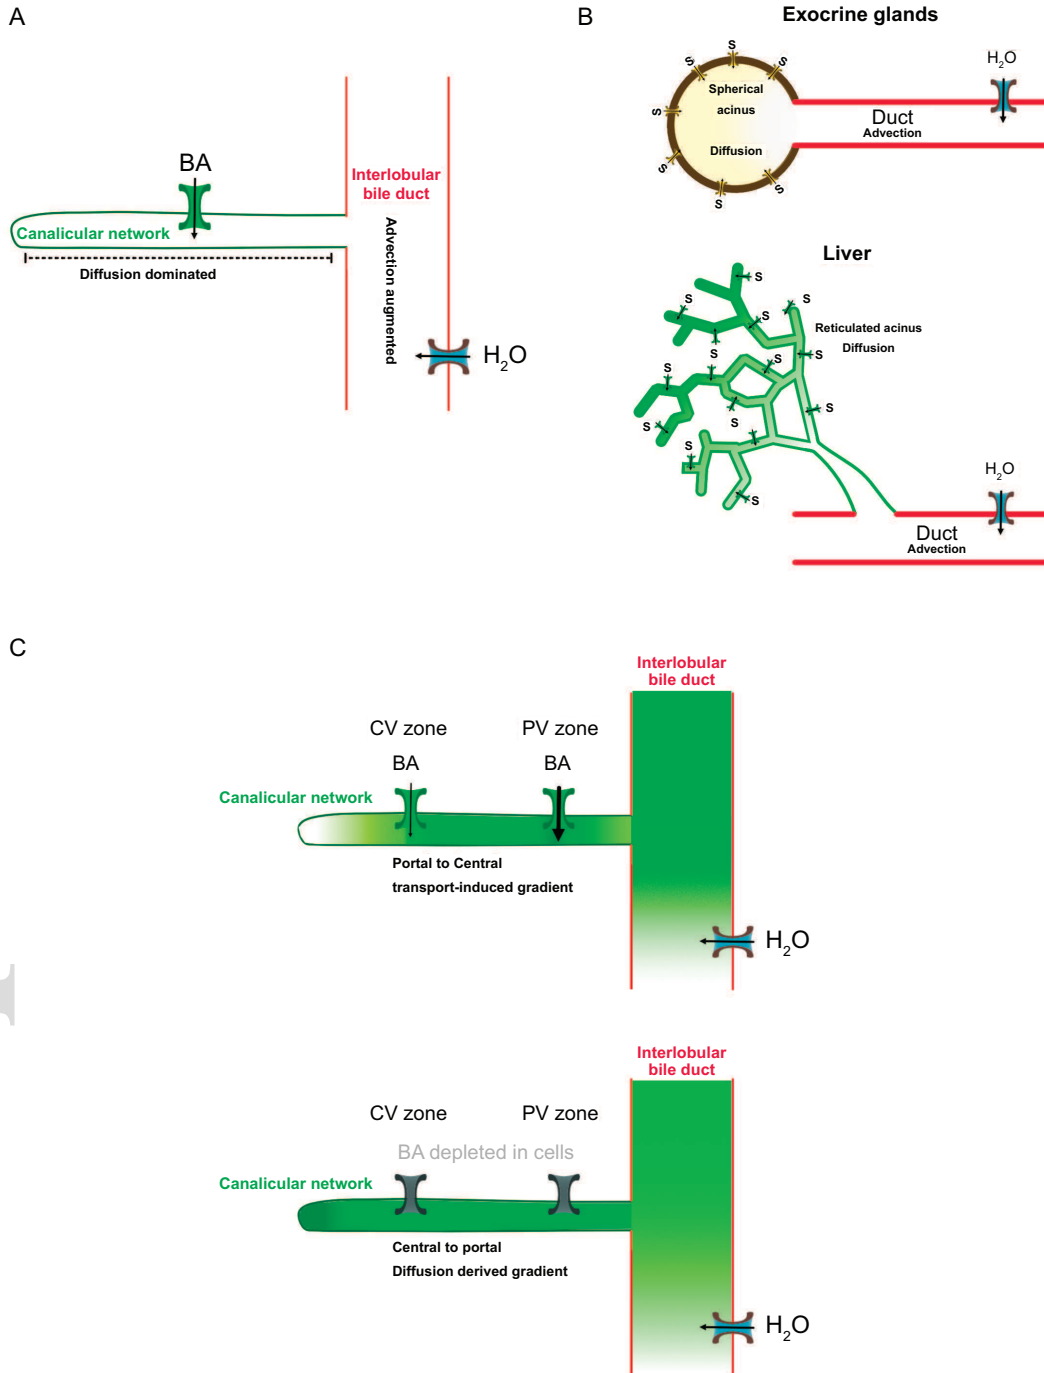 A
BA
Canalicular network
Diffusion dominated
Interlobular
bile duct
Advection augmented
H2O
B
Exocrine glands
S
S
S
S
S
S
S
S
Spherical
acinus
Diffusion
Duct
Advection
H2O
Liver
S
S
S
S
S
S
S
S
S
S
S
S
S
S
Reticulated acinus
Diffusion
H2O
Duct
Advection
C
Interlobular
bile duct
CV zone
PV zone
BA
BA
Canalicular network
Portal to Central
transport-induced gradient
H2O
Interlobular
bile duct
CV zone
PV zone
BA depleted in cells
Canalicular network
Central to portal
Diffusion derived gradient
H2O